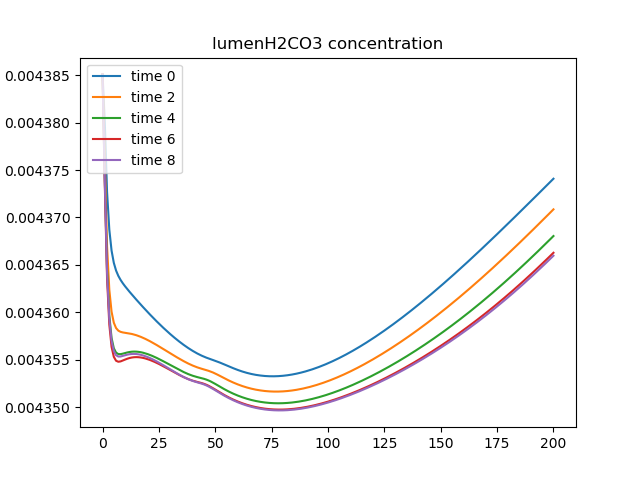 lumenH2CO3 concentration
0.004385
0.004380
0.004375
0.004370
0.004365
0.004360
0.004355
0.004350
time 0
time 2
time 4
time 6
time 8
0 25 50 75 100 125 150 175 200